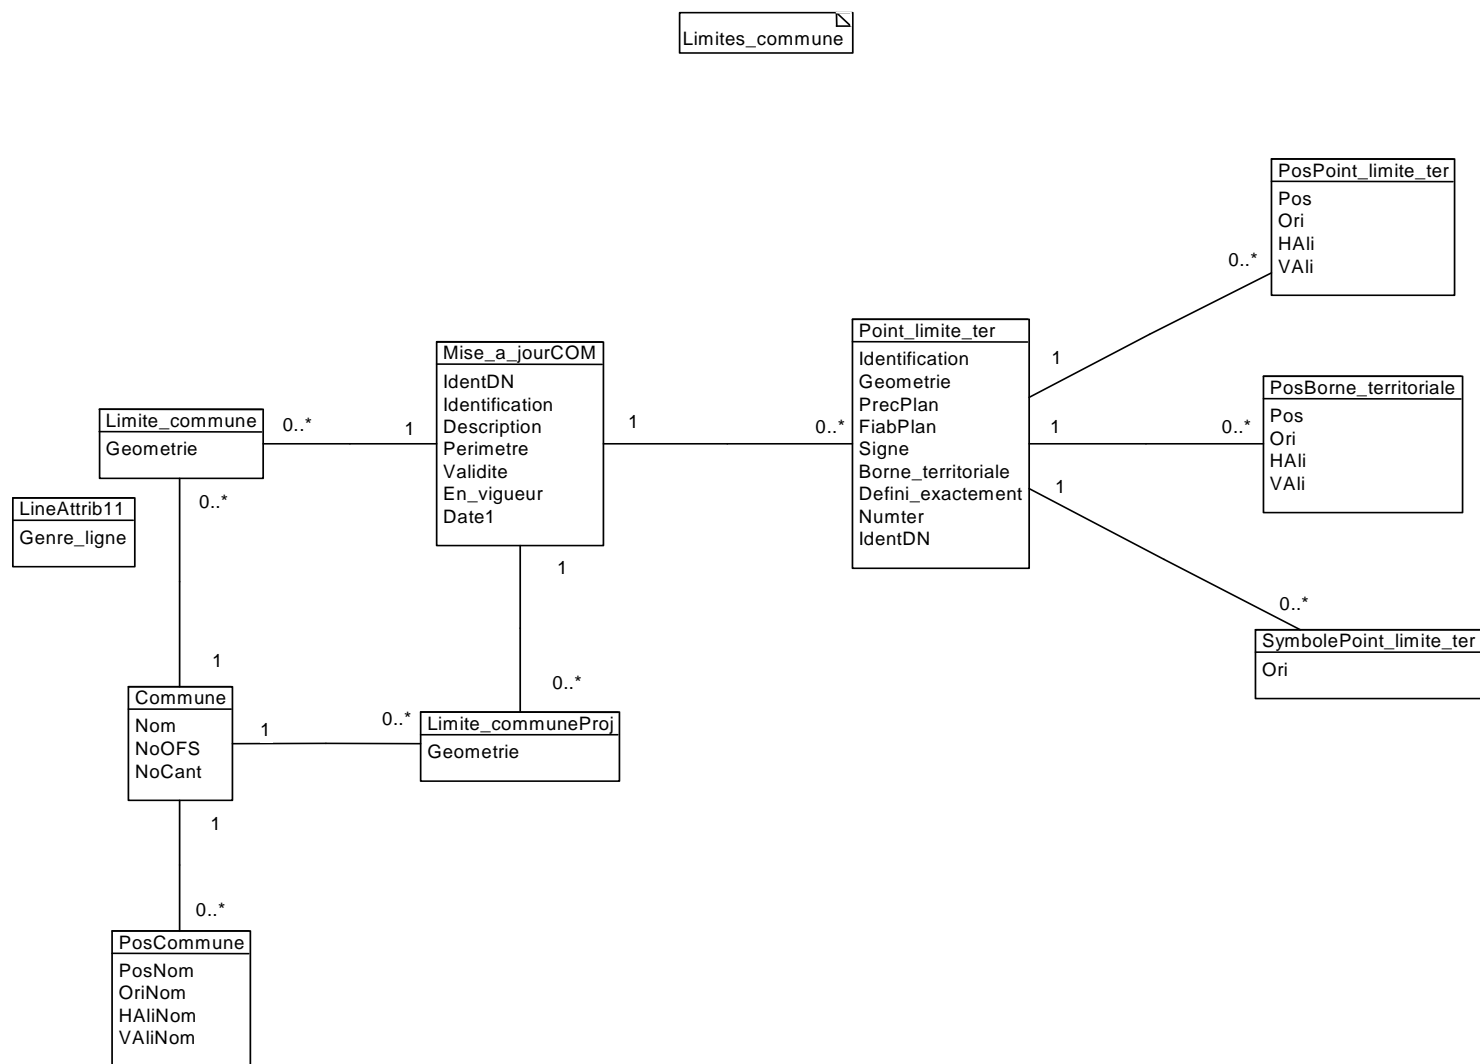 Limites_commune
PosPoint_limite_ter
Pos
Ori
HAli
VAli
0..*
1
Point_limite_ter
Identification
Geometrie
PrecPlan
FiabPlan
Signe
Borne_territoriale
Defini_exactement
Numter
IdentDN
Mise_a_jourCOM
IdentDN
Identification
Description
Perimetre
Validite
En_vigueur
Date1
1
0..*
PosBorne_territoriale
Pos
Ori
HAli
VAli
1
0..*
Limite_commune
Geometrie
0..*
1
0..*
LineAttrib11
Genre_ligne
1
0..*
SymbolePoint_limite_ter
Ori
1
0..*
1
Commune
Nom
NoOFS
NoCant
1
0..*
Limite_communeProj
Geometrie
1
0..*
PosCommune
PosNom
OriNom
HAliNom
VAliNom